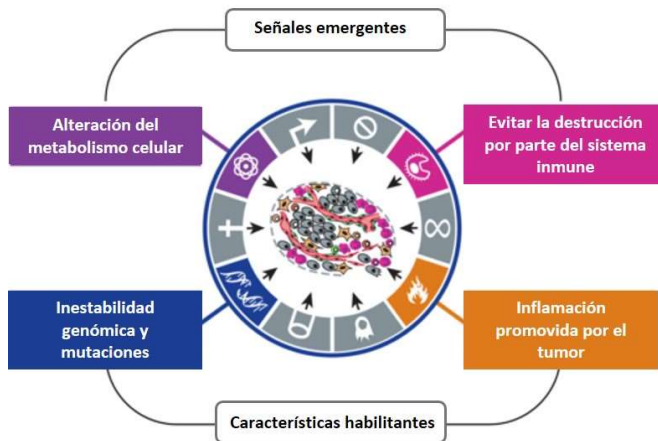 Señales emergentes
Alteración del
metabolismo celular
Evitar la destrucción
por parte del sistema
inmune
Inestabilidad
genómica y
mutaciones
Inflamación
promovida por el
tumor
Características habilitantes